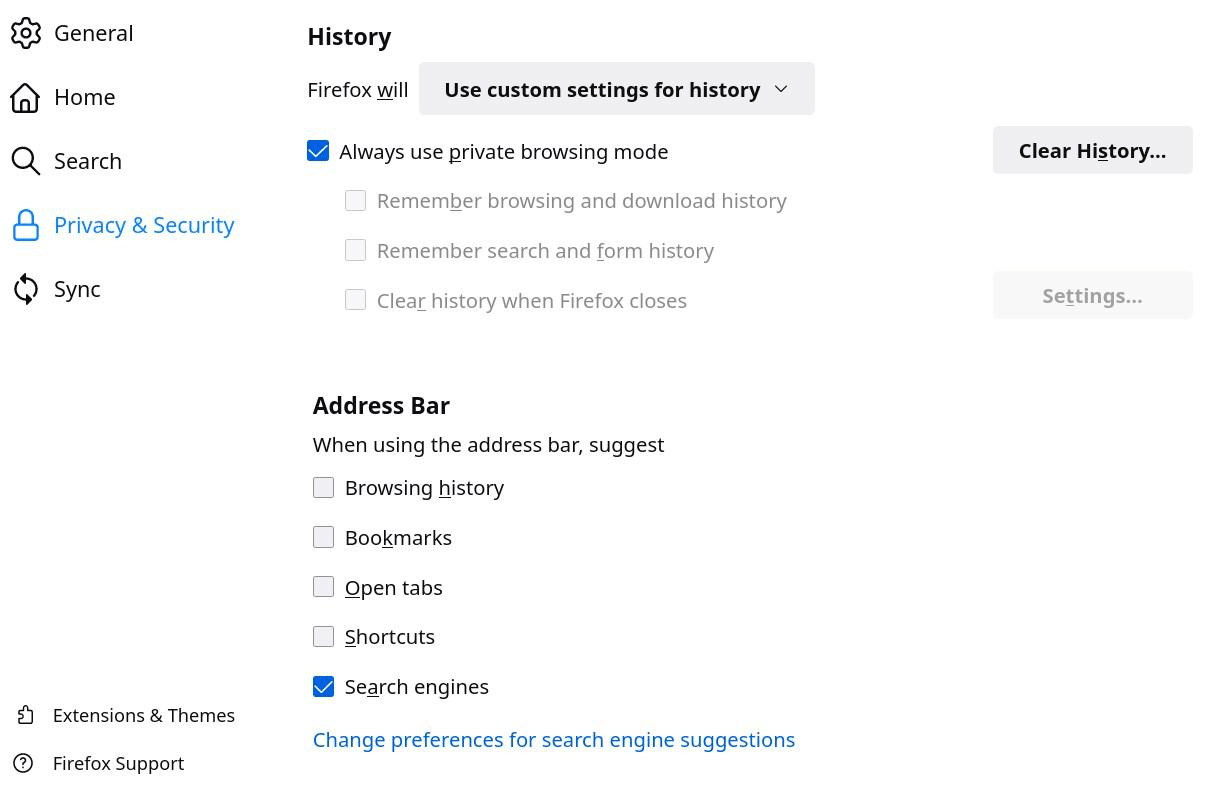 General
Home
Search
Privacy & Security
Sync
Extensions & Themes
Firefox Support
History
Firefox will Use custom settings for history
Always use private browsing mode
Clear History…
Remember browsing and download history
Remember search and form history
Clear history when Firefox closes
Settings…
Address Bar
When using the address bar, suggest
Browsing history
Bookmarks
Open tabs
Shortcuts
Search engines
Change preferences for search engine suggestions